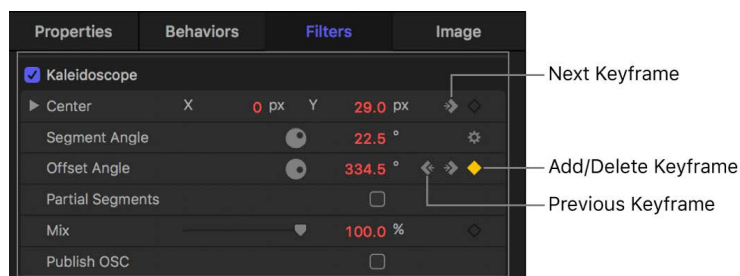 Properties Behaviors Filters Image
Kaleidoscope
Next Keyframe
Center X 0 px Y 29.0 px
Segment Angle 22.5 °
Offset Angle 334.5 °
Add/Delete Keyframe
Partial Segments
Previous Keyframe
Mix 100.0 %
Publish OSC